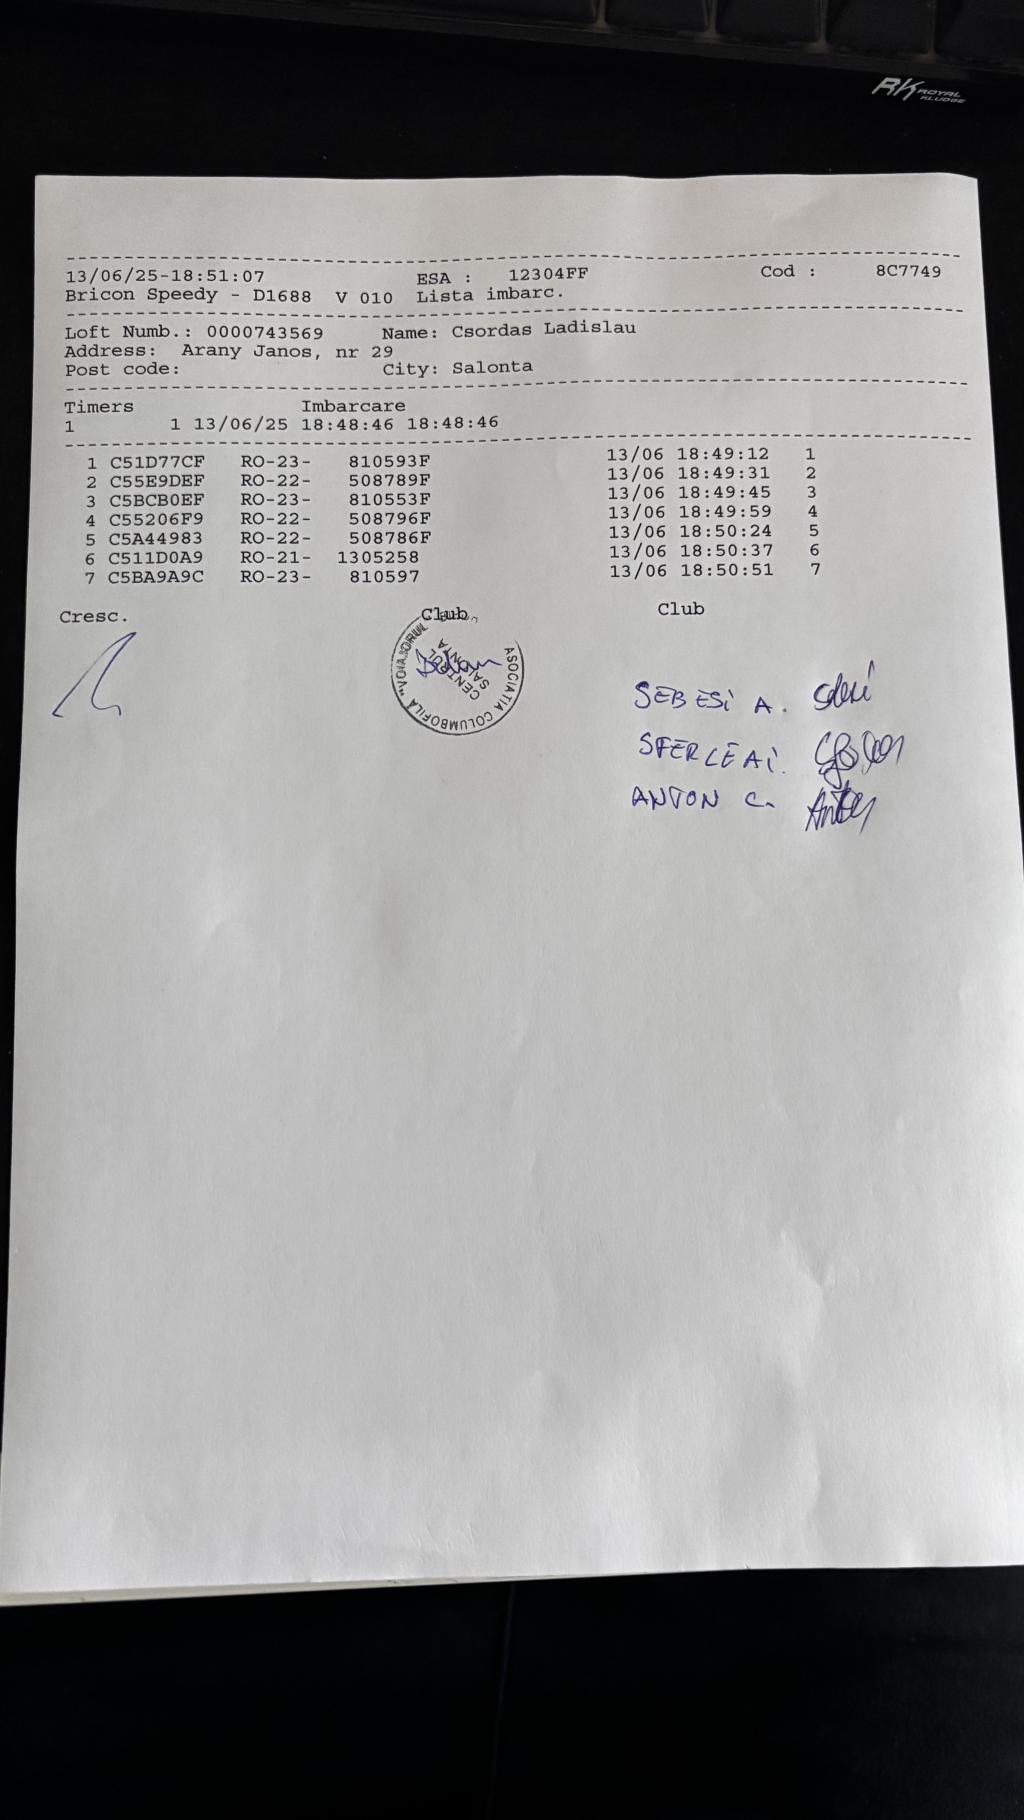 RK ROYAL KLUDGE
13/06/25-18:51:07 ESA : 12304FF Cod : 8C7749
Bricon Speedy - D1688 V 010 Lista imbarc.
Loft Numb.: 0000743569 Name: Csordas Ladislau
Address: Arany Janos, nr 29
Post code: City: Salonta
Timers Imbarcare
1 1 13/06/25 18:48:46 18:48:46
1 C51D77CF RO-23- 810593F 13/06 18:49:12 1
2 C55E9DEF RO-22- 508789F 13/06 18:49:31 2
3 C5BCB0EF RO-23- 810553F 13/06 18:49:45 3
4 C55206F9 RO-22- 508796F 13/06 18:49:59 4
5 C5A44983 RO-22- 508786F 13/06 18:50:24 5
6 C511D0A9 RO-21- 1305258 13/06 18:50:37 6
7 C5BA9A9C RO-23- 810597 13/06 18:50:51 7
Cresc. Club Club
ASOCIATIA COLUMBOFILA "VOIAJORUL
CENTRUL
SALONTA
SEBESI A.
SFERLEA I.
ANTON C.